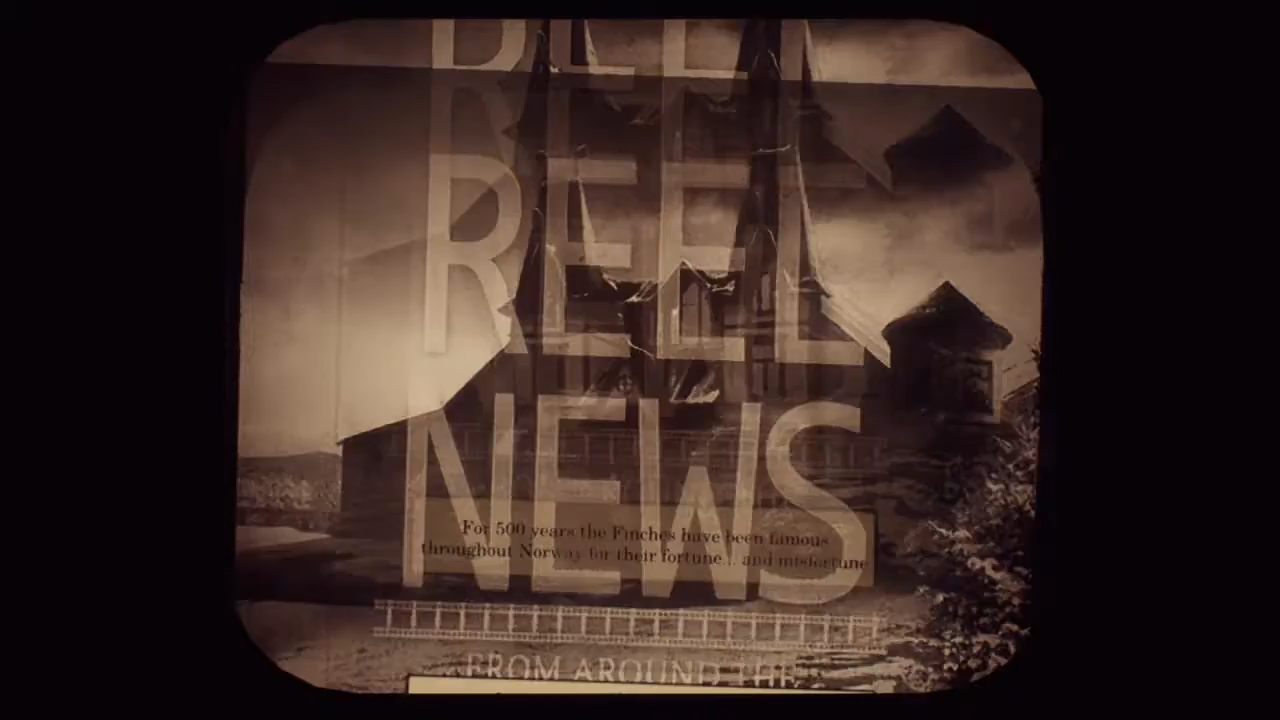 REEL
REEL
NEWS
For 500 years the Finches have been famous
throughout Norway for their fortune... and misfortune
FROM AROUND THE